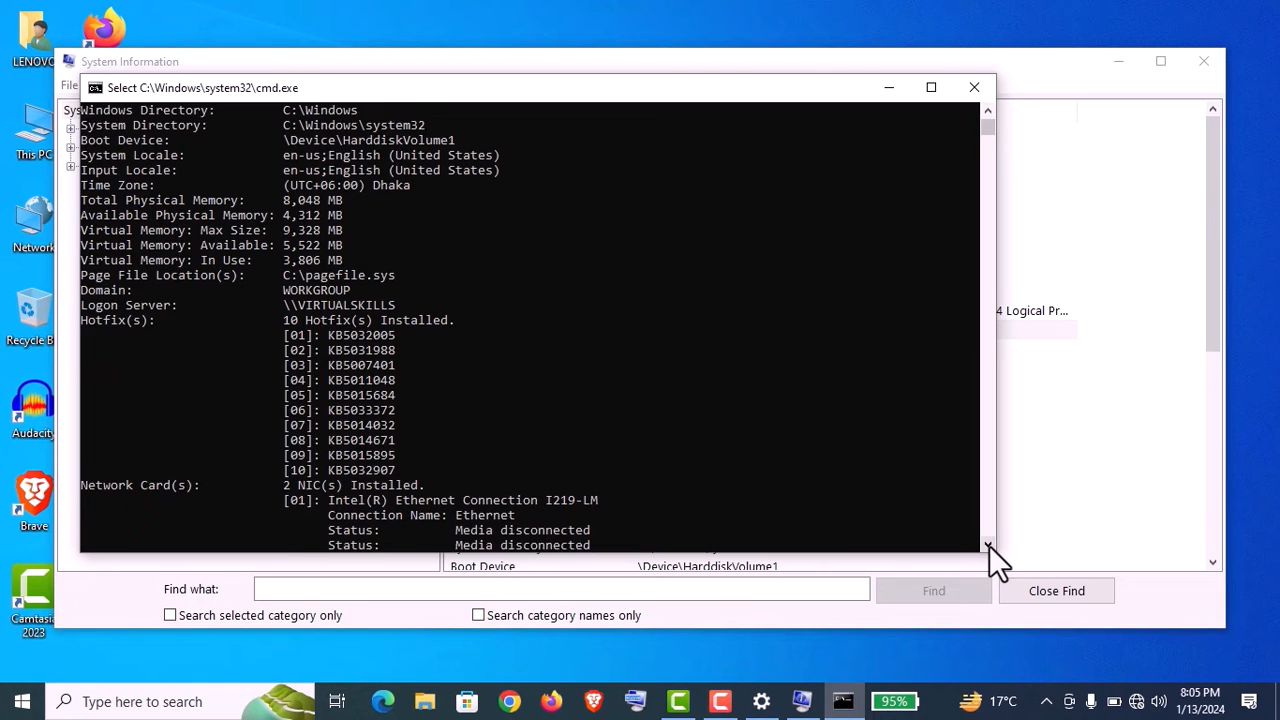 LENOVO
System Information
File
Select C:\Windows\system32\cmd.exe
Sys
Windows Directory: C:\Windows
System Directory: C:\Windows\system32
Boot Device: \Device\HarddiskVolume1
System Locale: en-us;English (United States)
Input Locale: en-us;English (United States)
Time Zone: (UTC+06:00) Dhaka
Total Physical Memory: 8,048 MB
Available Physical Memory: 4,312 MB
Virtual Memory: Max Size: 9,328 MB
Virtual Memory: Available: 5,522 MB
Virtual Memory: In Use: 3,806 MB
Page File Location(s): C:\pagefile.sys
Domain: WORKGROUP
Logon Server: \\VIRTUALSKILLS
Hotfix(s): 10 Hotfix(s) Installed.
[01]: KB5032005
[02]: KB5031988
[03]: KB5007401
[04]: KB5011048
[05]: KB5015684
[06]: KB5033372
[07]: KB5014032
[08]: KB5014671
[09]: KB5015895
[10]: KB5032907
Network Card(s): 2 NIC(s) Installed.
[01]: Intel(R) Ethernet Connection I219-LM
Connection Name: Ethernet
Status: Media disconnected
Status: Media disconnected
4 Logical Pr...
Boot Device \Device\HarddiskVolume1
Find what:
Find
Close Find
Search selected category only
Search category names only
This PC
Network
Recycle B
Audacity
Brave
Camtasia
2023
Type here to search
95%
17°C
8:05 PM
1/13/2024